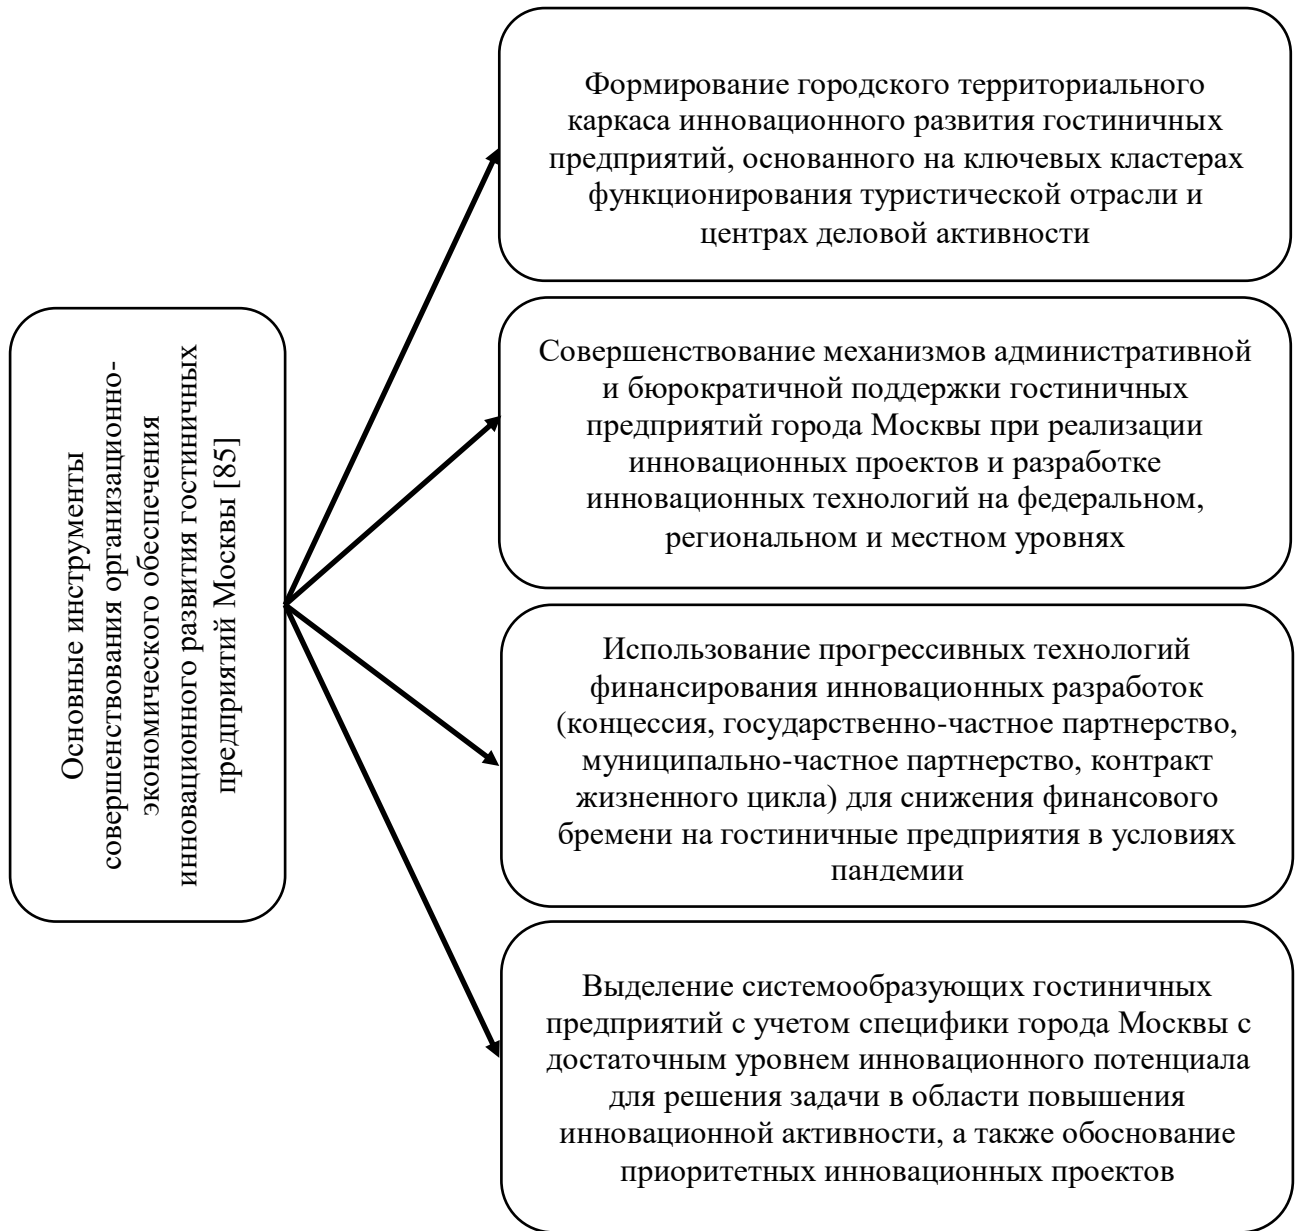 Основные инструменты
совершенствования организационно-
экономического обеспечения
инновационного развития гостиничных
предприятий Москвы [85]
Формирование городского территориального
каркаса инновационного развития гостиничных
предприятий, основанного на ключевых кластерах
функционирования туристической отрасли и
центрах деловой активности
Совершенствование механизмов административной
и бюрократичной поддержки гостиничных
предприятий города Москвы при реализации
инновационных проектов и разработке
инновационных технологий на федеральном,
региональном и местном уровнях
Использование прогрессивных технологий
финансирования инновационных разработок
(концессия, государственно-частное партнерство,
муниципально-частное партнерство, контракт
жизненного цикла) для снижения финансового
бремени на гостиничные предприятия в условиях
пандемии
Выделение системообразующих гостиничных
предприятий с учетом специфики города Москвы с
достаточным уровнем инновационного потенциала
для решения задачи в области повышения
инновационной активности, а также обоснование
приоритетных инновационных проектов